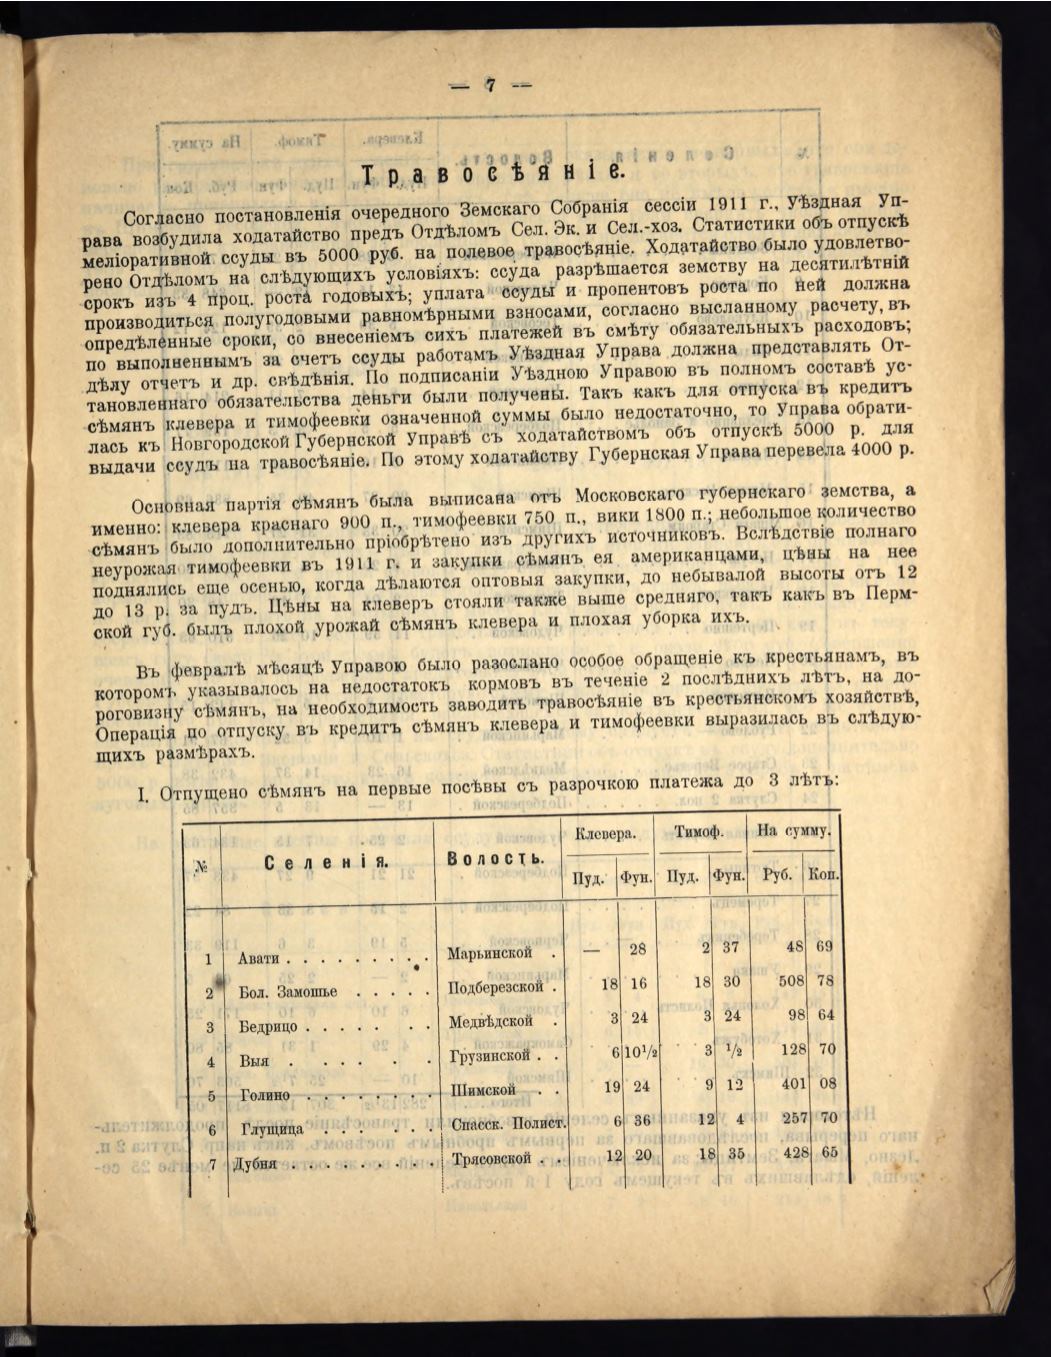 — 7 —
Травосѣяніе.
Согласно постановленія очередного Земскаго Собранія сессіи 1911 г., Уѣздная Уп-
рава возбудила ходатайство предъ Отдѣломъ Сел. Эк. и Сел.-хоз. Статистики объ отпускѣ
меліоративной ссуды въ 5000 руб. на полевое травосѣяніе. Ходатайство было удовлетво-
рено Отдѣломъ на слѣдующихъ условіяхъ: ссуда разрѣшается земству на десятилѣтній
срокъ изъ 4 проц. роста годовыхъ; уплата ссуды и пропентовъ роста по ней должна
производиться полугодовыми равномѣрными взносами, согласно высланному расчету, въ
опредѣленные сроки, со внесеніемъ сихъ платежей въ смѣту обязательныхъ расходовъ;
по выполненнымъ за счетъ ссуды работамъ Уѣздная Управа должна представлять От-
дѣлу отчетъ и др. свѣдѣнія. По подписаніи Уѣздною Управою въ полномъ составѣ ус-
тановленнаго обязательства деньги были получены. Такъ какъ для отпуска въ кредитъ
сѣмянъ клевера и тимофеевки означенной суммы было недостаточно, то Управа обрати-
лась къ Новгородской Губернской Управѣ съ ходатайствомъ объ отпускѣ 5000 р. для
выдачи ссудъ на травосѣяніе. По этому ходатайству Губернская Управа перевела 4000 р.
Основная партія сѣмянъ была выписана отъ Московскаго губернскаго земства, а
именно: клевера краснаго 900 п., тимофеевки 750 п., вики 1800 п.; небольшое количество
сѣмянъ было дополнительно пріобрѣтено изъ другихъ источниковъ. Вслѣдствіе полнаго
неурожая тимофеевки въ 1911 г. и закупки сѣмянъ ея американцами, цѣны на нее
поднялись еще осенью, когда дѣлаются оптовыя закупки, до небывалой высоты отъ 12
до 13 р. за пудъ. Цѣны на клеверъ стояли также выше средняго, такъ какъ въ Перм-
ской губ. былъ плохой урожай сѣмянъ клевера и плохая уборка ихъ.
Въ февралѣ мѣсяцѣ Управою было разослано особое обращеніе къ крестьянамъ, въ
которомъ указывалось на недостатокъ кормовъ въ теченіе 2 послѣднихъ лѣтъ, на до-
роговизну сѣмянъ, на необходимость заводить травосѣяніе въ крестьянскомъ хозяйствѣ,
Операція по отпуску въ кредитъ сѣмянъ клевера и тимофеевки выразилась въ слѣдую-
щихъ размѣрахъ.
I. Отпущено сѣмянъ на первые посѣвы съ разрочкою платежа до 3 лѣтъ:
№ Селенія. Волость. Клевера. Тимоф. На сумму.
Пуд. Фун. Пуд. Фун. Руб. Коп.
1 Авати . . . . . . . . . Марьинской . — 28 2 37 48 69
2 Бол. Замошье . . . . . Подберезской . 18 16 18 30 508 78
3 Бедрицо . . . . . . . Медвѣдской . 3 24 3 24 98 64
4 Выя . . . . . . Грузинской . . 6 10½ 3 ½ 128 70
5 Голино . . . . . . . . Шимской . . 19 24 9 12 401 08
6 Глущица . . . . . . . Спасск. Полист. 6 36 12 4 257 70
7 Дубня . . . . . . . . . Трясовской . . 12 20 18 35 428 65